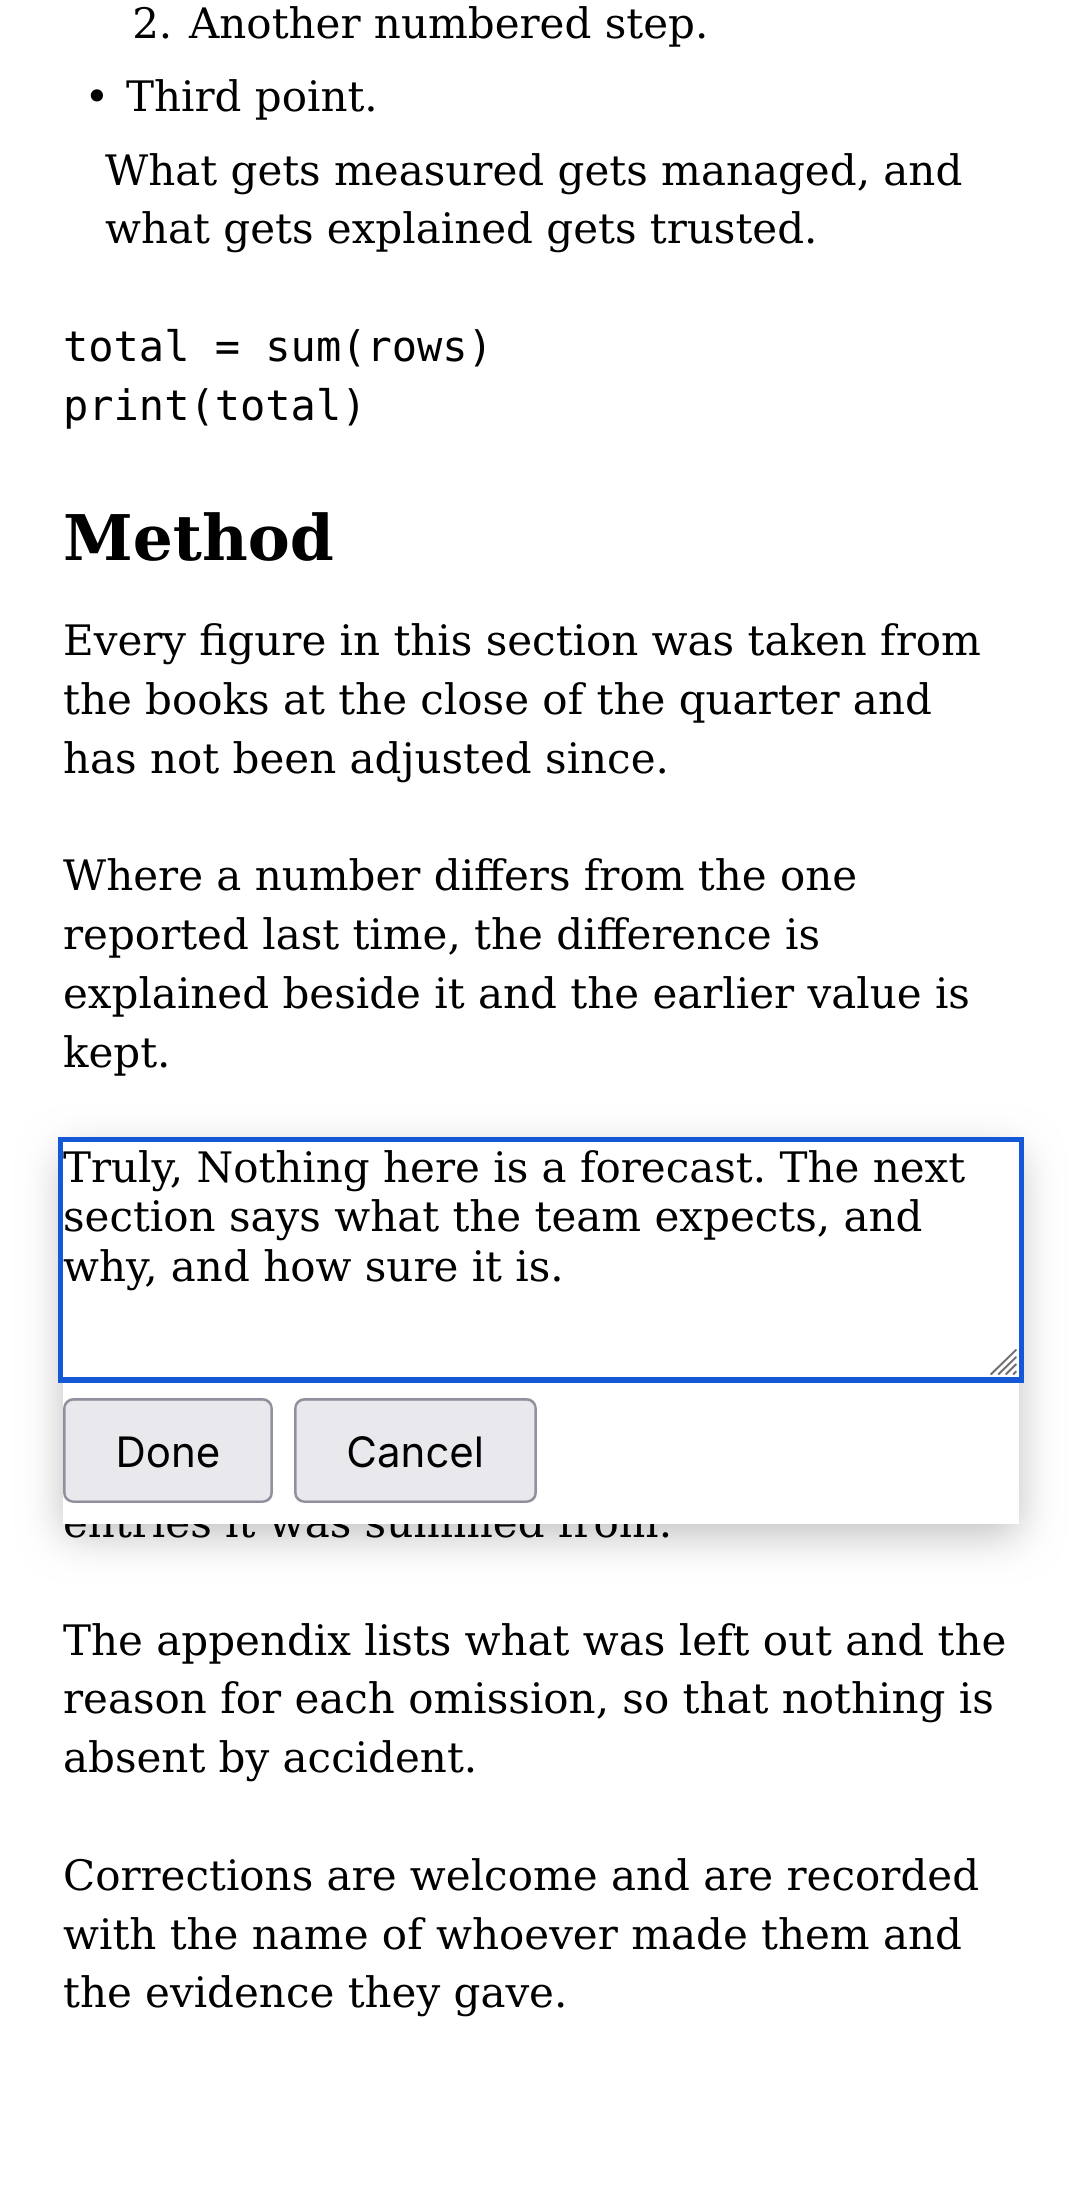 2. Another numbered step.
• Third point.
What gets measured gets managed, and
what gets explained gets trusted.
total = sum(rows)
print(total)
Method
Every figure in this section was taken from
the books at the close of the quarter and
has not been adjusted since.
Where a number differs from the one
reported last time, the difference is
explained beside it and the earlier value is
kept.
Truly, Nothing here is a forecast. The next
section says what the team expects, and
why, and how sure it is.
Done Cancel
entries it was summed from.
The appendix lists what was left out and the
reason for each omission, so that nothing is
absent by accident.
Corrections are welcome and are recorded
with the name of whoever made them and
the evidence they gave.